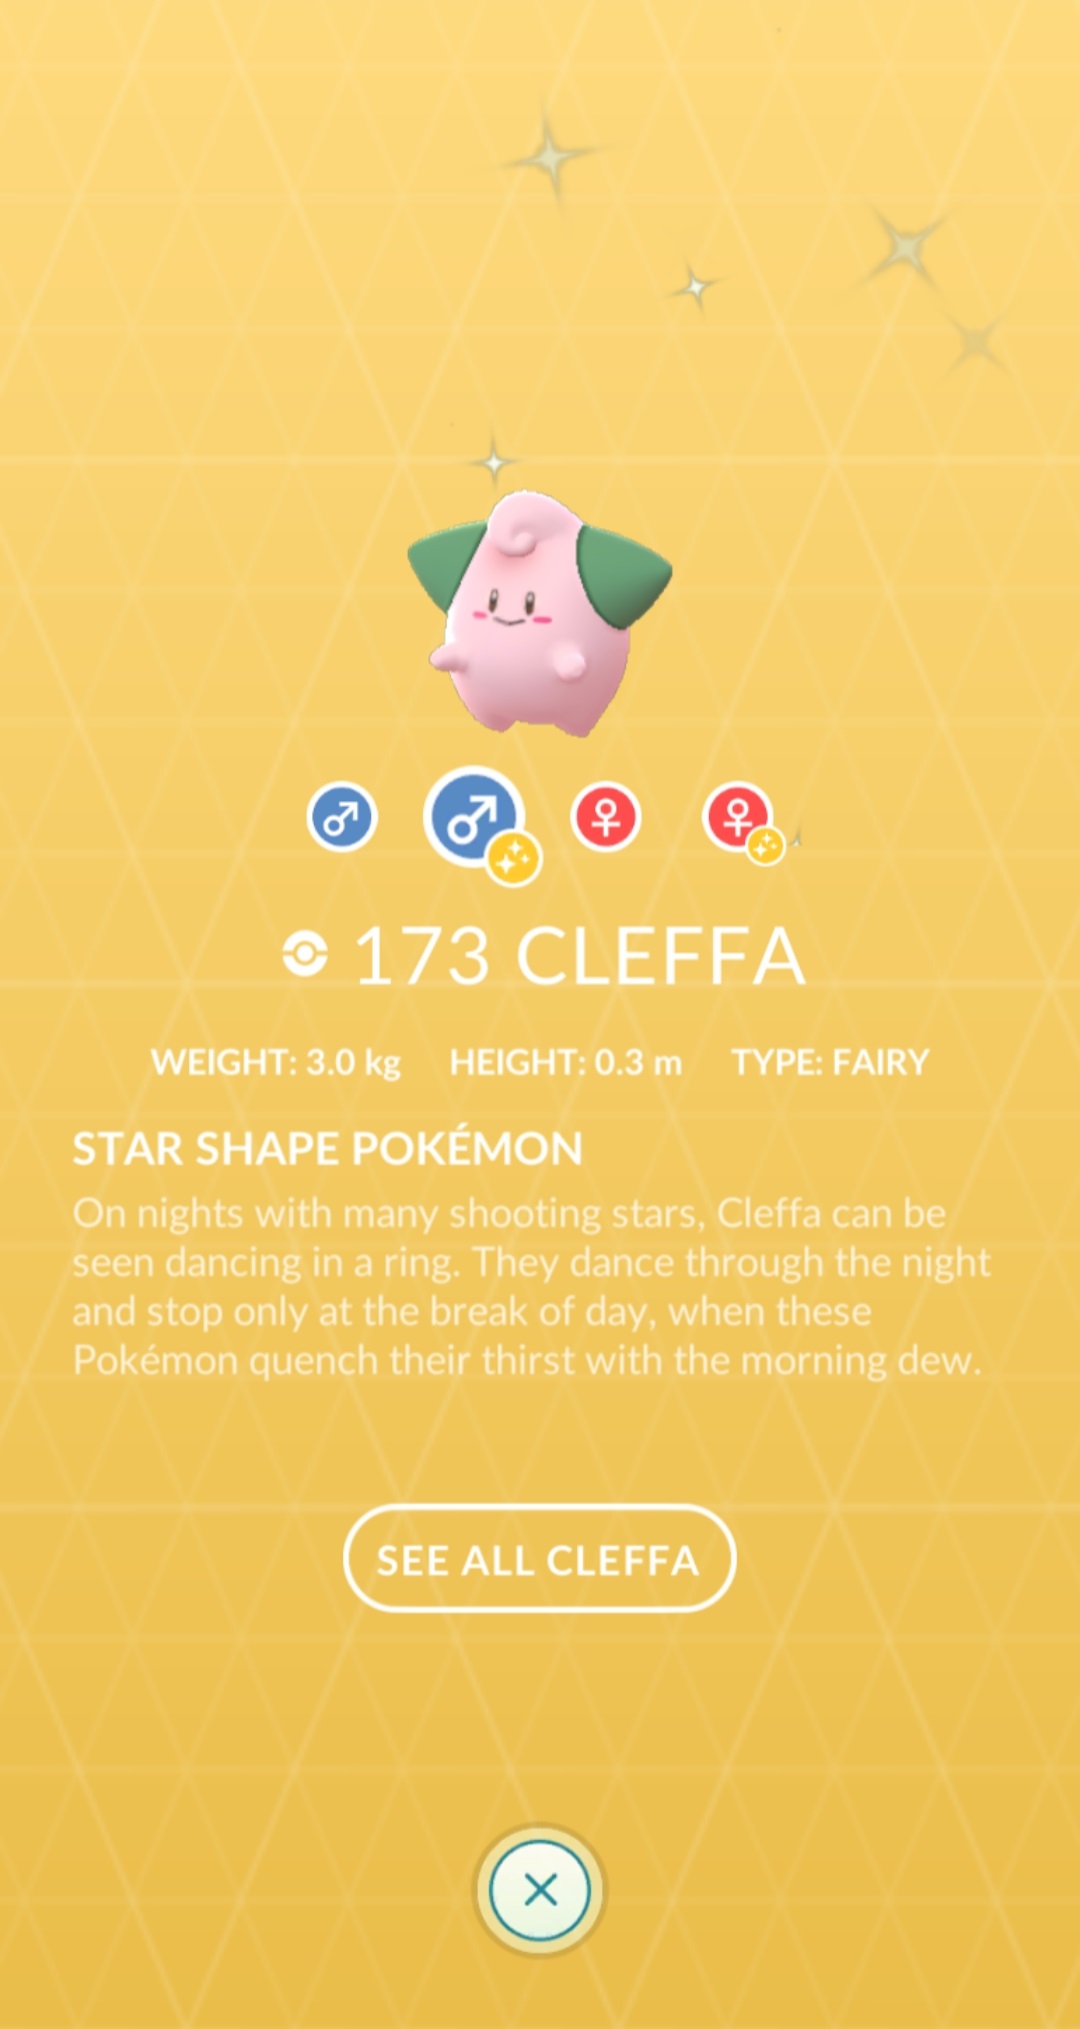 173 CLEFFA
WEIGHT: 3.0 kg HEIGHT: 0.3 m TYPE: FAIRY
STAR SHAPE POKÉMON
On nights with many shooting stars, Cleffa can be
seen dancing in a ring. They dance through the night
and stop only at the break of day, when these
Pokémon quench their thirst with the morning dew.
SEE ALL CLEFFA